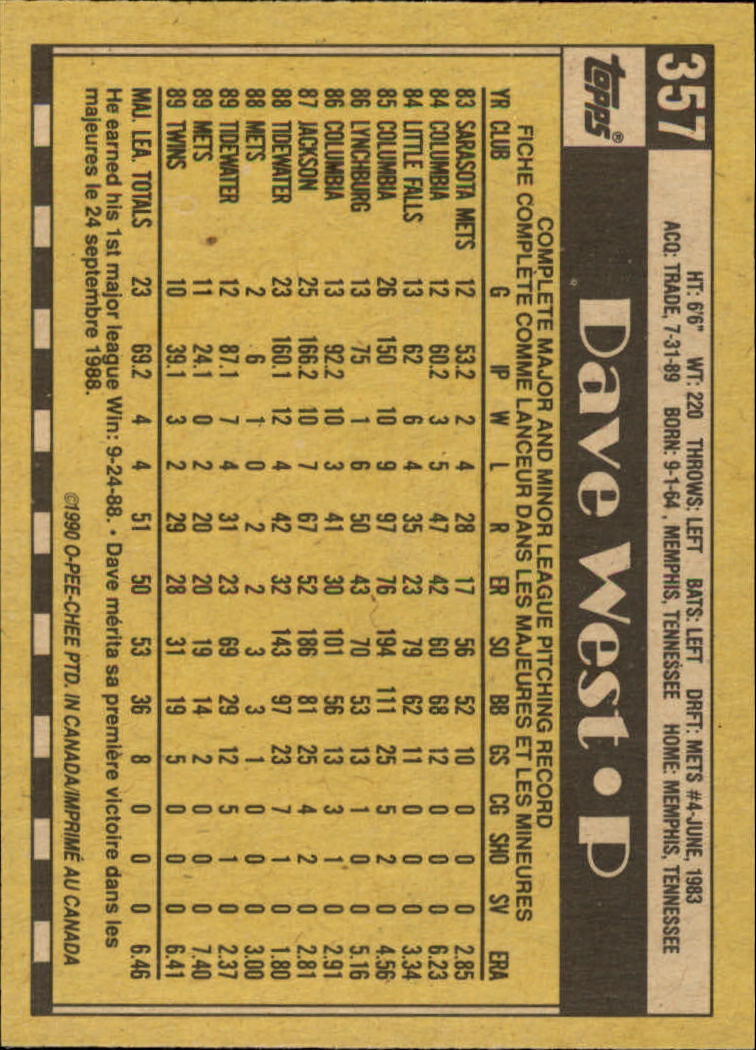 357
HT: 6'6" WT: 220 THROWS: LEFT BATS: LEFT DRFT: METS #4-JUNE, 1983
ACQ: TRADE, 7-31-89 BORN: 9-1-64, MEMPHIS, TENNESSEE HOME: MEMPHIS, TENNESSEE
topps®
Dave West • P
COMPLETE MAJOR AND MINOR LEAGUE PITCHING RECORD
FICHE COMPLÈTE COMME LANCEUR DANS LES MAJEURES ET LES MINEURES
YR CLUB G IP W L R ER SO BB GS CG SHO SV ERA
83 SARASOTA METS 12 53.2 2 4 28 17 56 52 10 0 0 0 2.85
84 COLUMBIA 12 60.2 3 5 47 42 60 68 12 0 0 0 6.23
84 LITTLE FALLS 13 62 6 4 35 23 79 62 11 0 0 0 3.34
85 COLUMBIA 26 150 10 9 97 76 194 111 25 5 2 0 4.56
86 LYNCHBURG 13 75 1 6 50 43 70 53 13 1 0 0 5.16
86 COLUMBIA 13 92.2 10 3 41 30 101 56 13 3 1 0 2.91
87 JACKSON 25 166.2 10 7 67 52 186 81 25 4 2 0 2.81
88 TIDEWATER 23 160.1 12 4 42 32 143 97 23 7 1 0 1.80
88 METS 2 6 1 0 2 2 3 3 1 0 0 0 3.00
89 TIDEWATER 12 87.1 7 4 31 23 69 29 12 5 1 0 2.37
89 METS 11 24.1 0 2 20 20 19 14 2 0 0 0 7.40
89 TWINS 10 39.1 3 2 29 28 31 19 5 0 0 0 6.41
MAJ. LEA. TOTALS 23 69.2 4 4 51 50 53 36 8 0 0 0 6.46
He earned his 1st major league Win: 9-24-88. • Dave mérita sa première victoire dans les
majeures le 24 septembre 1988.
©1990 O-PEE-CHEE PTD. IN CANADA/IMPRIMÉ AU CANADA